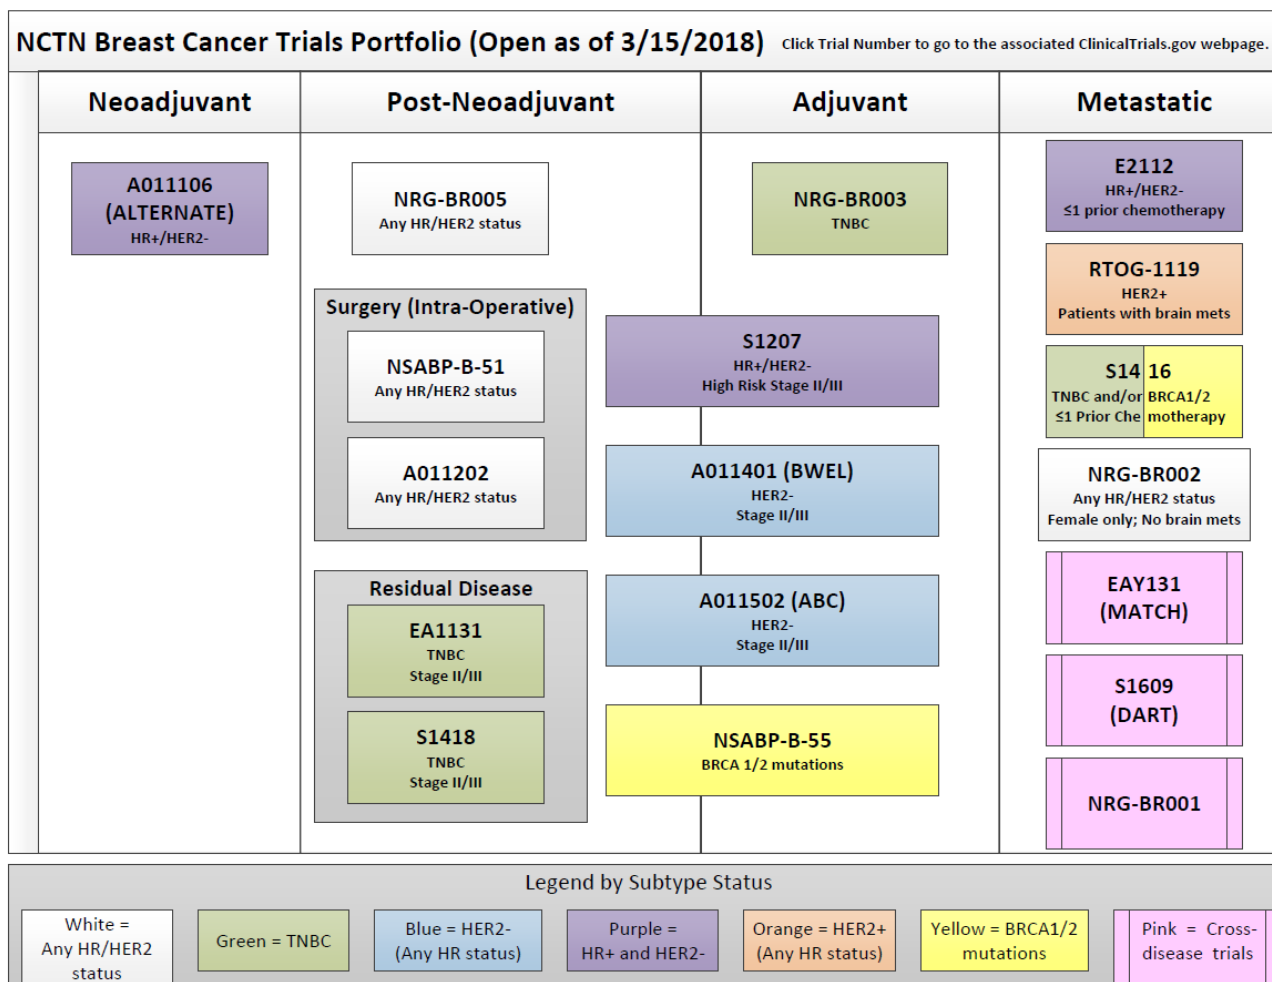 NCTN Breast Cancer Trials Portfolio (Open as of 3/15/2018) Click Trial Number to go to the associated ClinicalTrials.gov webpage.
Neoadjuvant
Post-Neoadjuvant
Adjuvant
Metastatic
A011106
(ALTERNATE)
HR+/HER2-
NRG-BR005
Any HR/HER2 status
Surgery (Intra-Operative)
NSABP-B-51
Any HR/HER2 status
A011202
Any HR/HER2 status
Residual Disease
EA1131
TNBC
Stage II/III
S1418
TNBC
Stage II/III
NRG-BR003
TNBC
S1207
HR+/HER2-
High Risk Stage II/III
A011401 (BWEL)
HER2-
Stage II/III
A011502 (ABC)
HER2-
Stage II/III
NSABP-B-55
BRCA 1/2 mutations
E2112
HR+/HER2-
≤1 prior chemotherapy
RTOG-1119
HER2+
Patients with brain mets
S1416
TNBC and/or BRCA1/2
≤1 Prior Chemotherapy
NRG-BR002
Any HR/HER2 status
Female only; No brain mets
EAY131
(MATCH)
S1609
(DART)
NRG-BR001
Legend by Subtype Status
White =
Any HR/HER2
status
Green = TNBC
Blue = HER2-
(Any HR status)
Purple =
HR+ and HER2-
Orange = HER2+
(Any HR status)
Yellow = BRCA1/2
mutations
Pink = Cross-
disease trials